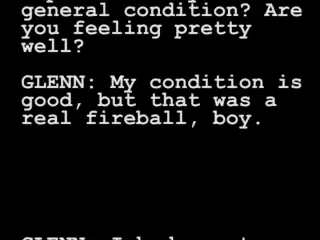 general condition? Are
you feeling pretty
well?
GLENN: My condition is
good, but that was a
real fireball, boy.